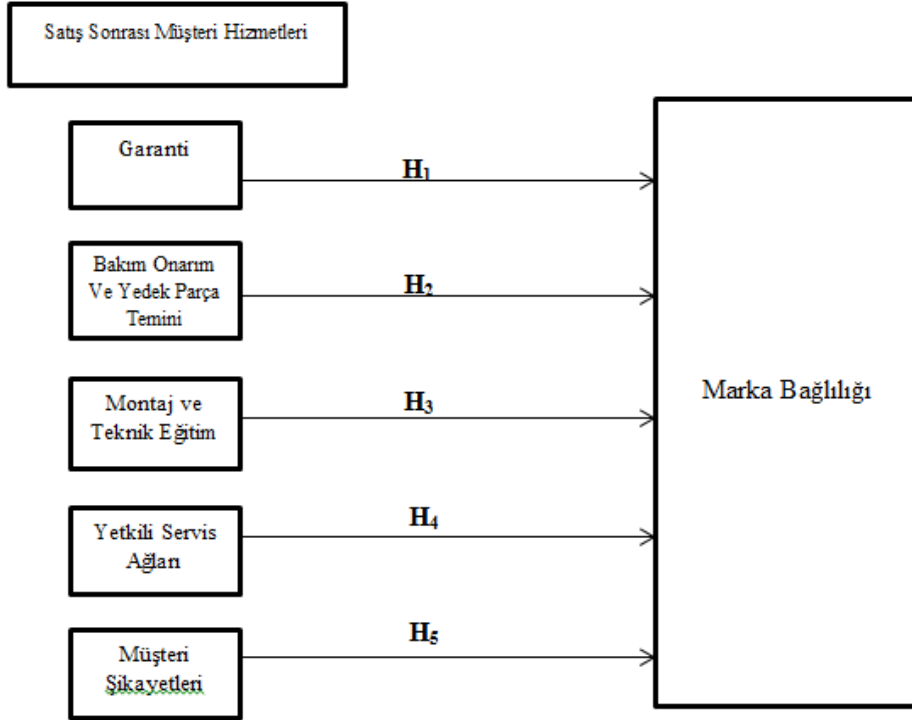 Satış Sonrası Müşteri Hizmetleri
Garanti
H1
Bakım Onarım
Ve Yedek Parça
Temini
H2
Montaj ve
Teknik Eğitim
H3
Marka Bağlılığı
Yetkili Servis
Ağları
H4
Müşteri
Şikayetleri
H5